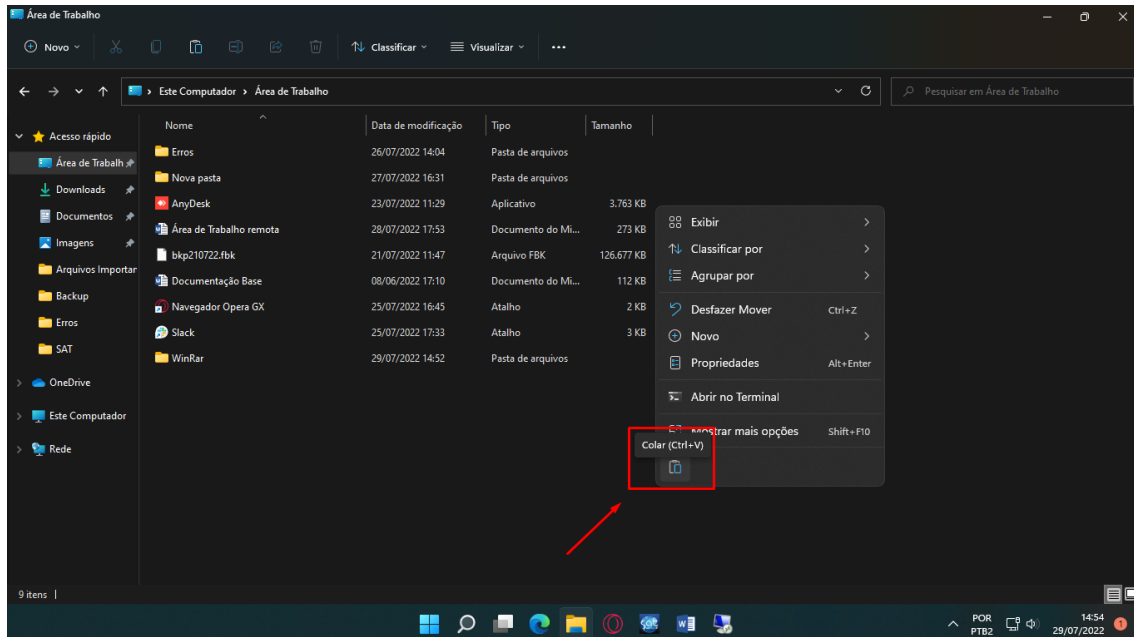 Área de Trabalho
Novo Classificar Visualizar
Este Computador Área de Trabalho Pesquisar em Área de Trabalho
Nome Data de modificação Tipo Tamanho
Acesso rápido
Área de Trabalh
Downloads
Documentos
Imagens
Arquivos Importar
Backup
Erros
SAT
OneDrive
Este Computador
Rede
Erros 26/07/2022 14:04 Pasta de arquivos
Nova pasta 27/07/2022 16:31 Pasta de arquivos
AnyDesk 23/07/2022 11:29 Aplicativo 3.763 KB
Área de Trabalho remota 28/07/2022 17:53 Documento do Mi... 273 KB
bkp210722.fbk 21/07/2022 11:47 Arquivo FBK 126.677 KB
Documentação Base 08/06/2022 17:10 Documento do Mi... 112 KB
Navegador Opera GX 25/07/2022 16:45 Atalho 2 KB
Slack 25/07/2022 17:33 Atalho 3 KB
WinRar 29/07/2022 14:52 Pasta de arquivos
Exibir
Classificar por
Agrupar por
Desfazer Mover Ctrl+Z
Novo
Propriedades Alt+Enter
Abrir no Terminal
Mostrar mais opções Shift+F10
Colar (Ctrl+V)
9 itens
POR 14:54
PTB2 29/07/2022 1